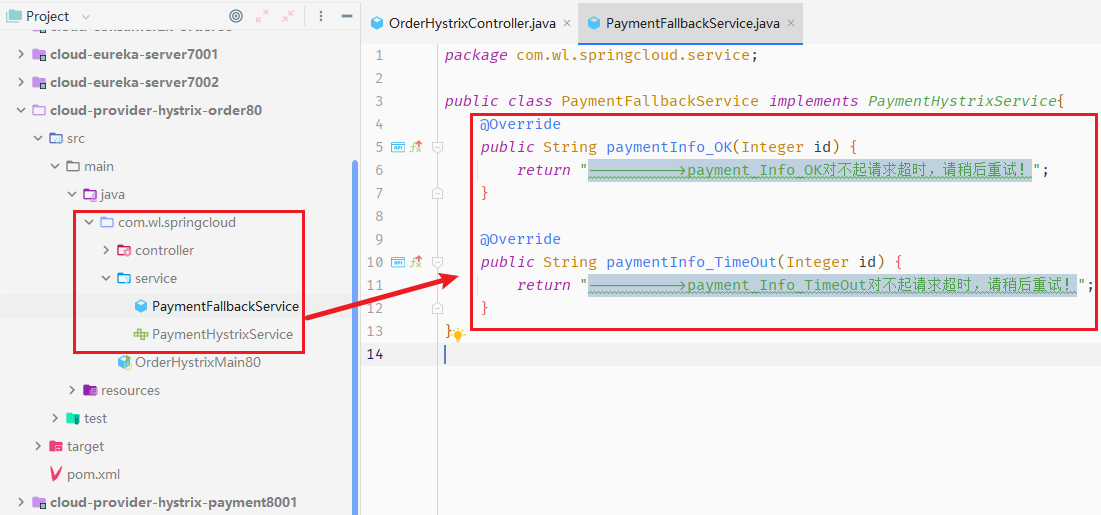 Project
OrderHystrixController.java
PaymentFallbackService.java
cloud-eureka-server7001
cloud-eureka-server7002
cloud-provider-hystrix-order80
src
main
java
com.wl.springcloud
controller
service
PaymentFallbackService
PaymentHystrixService
OrderHystrixMain80
resources
test
target
pom.xml
cloud-provider-hystrix-payment8001
1 package com.wl.springcloud.service;
2
3 public class PaymentFallbackService implements PaymentHystrixService{
4 @Override
5 public String paymentInfo_OK(Integer id) {
6 return "---------->payment_Info_OK对不起请求超时，请稍后重试！";
7 }
8
9 @Override
10 public String paymentInfo_TimeOut(Integer id) {
11 return "---------->payment_Info_TimeOut对不起请求超时，请稍后重试！";
12 }
13 }
14